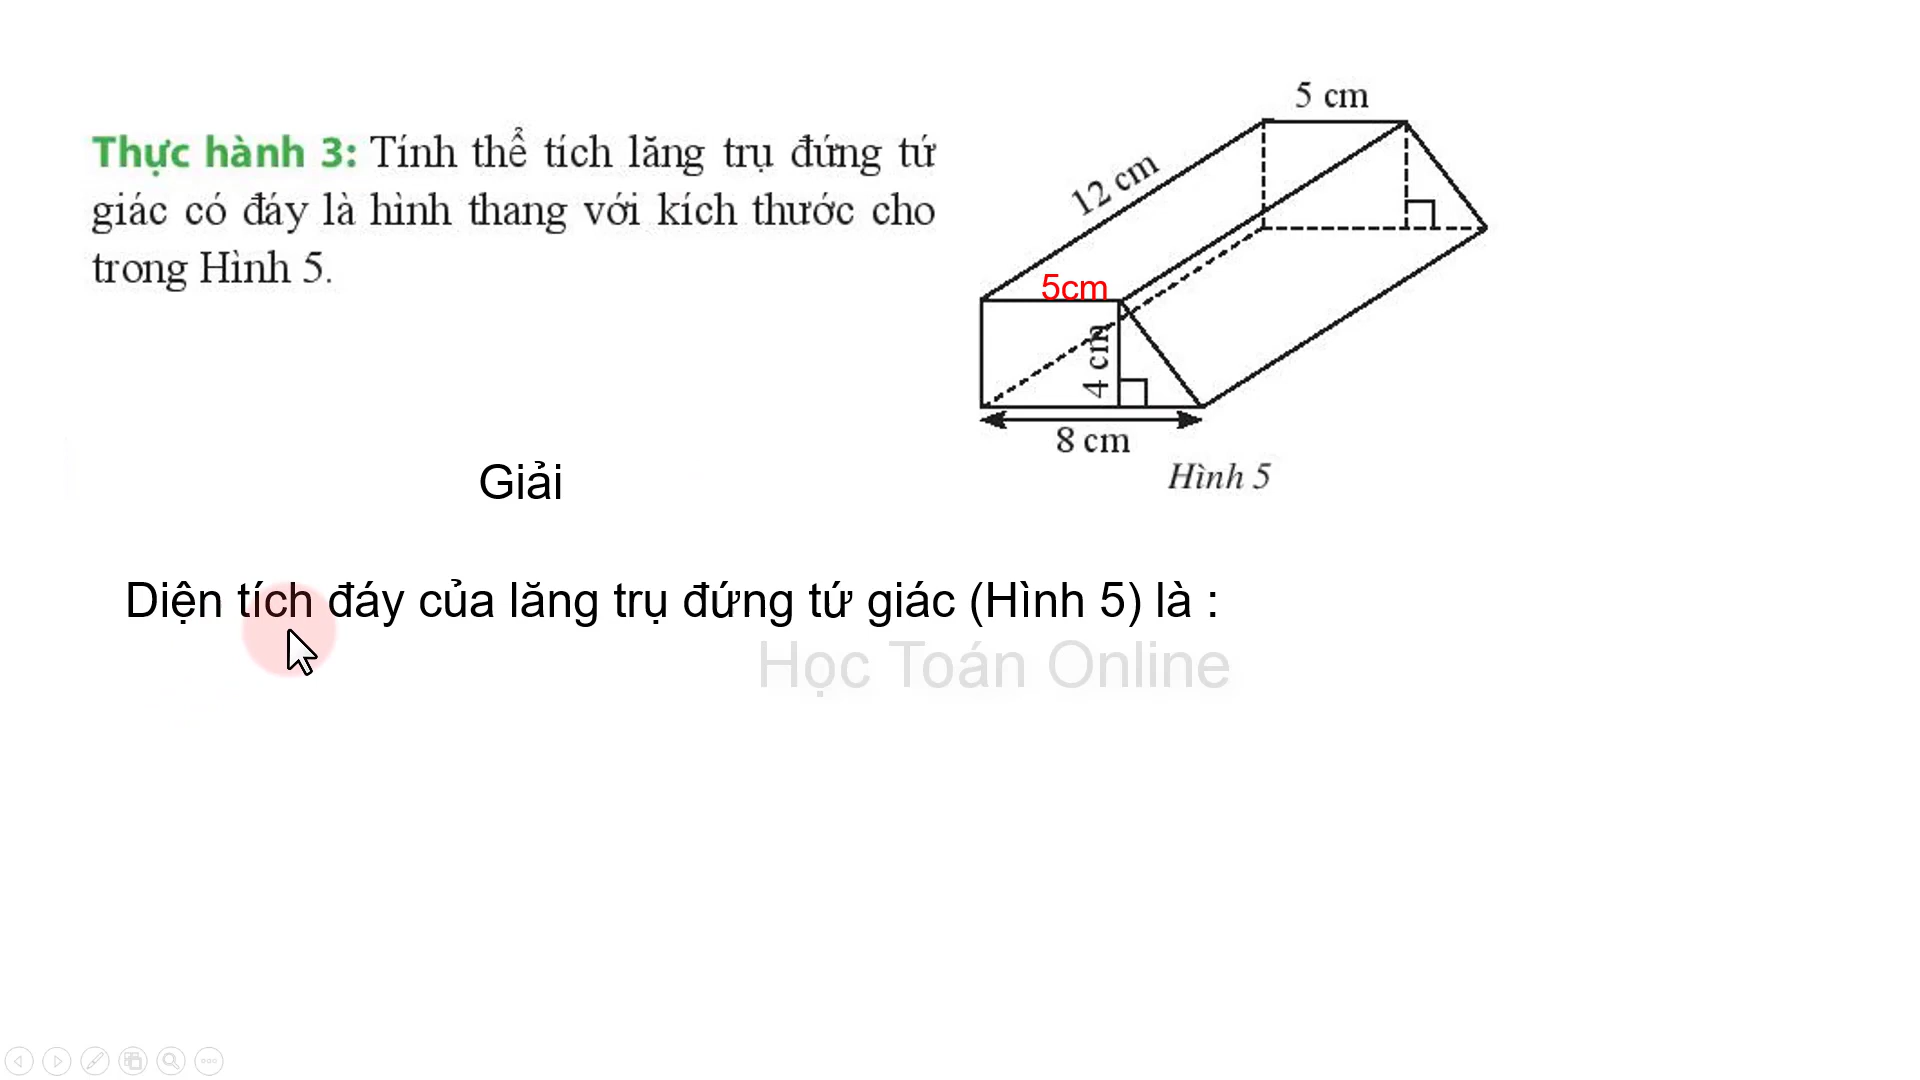 Thực hành 3: Tính thể tích lăng trụ đứng tứ
giác có đáy là hình thang với kích thước cho
trong Hình 5.
5 cm
12 cm
5cm
4 cm
8 cm
Hình 5
Giải
Diện tích đáy của lăng trụ đứng tứ giác (Hình 5) là :
Học Toán Online